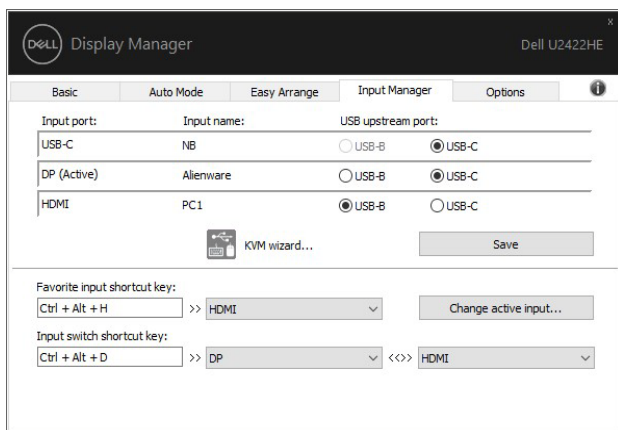 x
DELL Display Manager Dell U2422HE
Basic Auto Mode Easy Arrange Input Manager Options i
Input port: Input name: USB upstream port:
USB-C NB USB-B USB-C
DP (Active) Alienware USB-B USB-C
HDMI PC1 USB-B USB-C
KVM wizard... Save
Favorite input shortcut key:
Ctrl + Alt + H >> HDMI Change active input...
Input switch shortcut key:
Ctrl + Alt + D >> DP <<>> HDMI